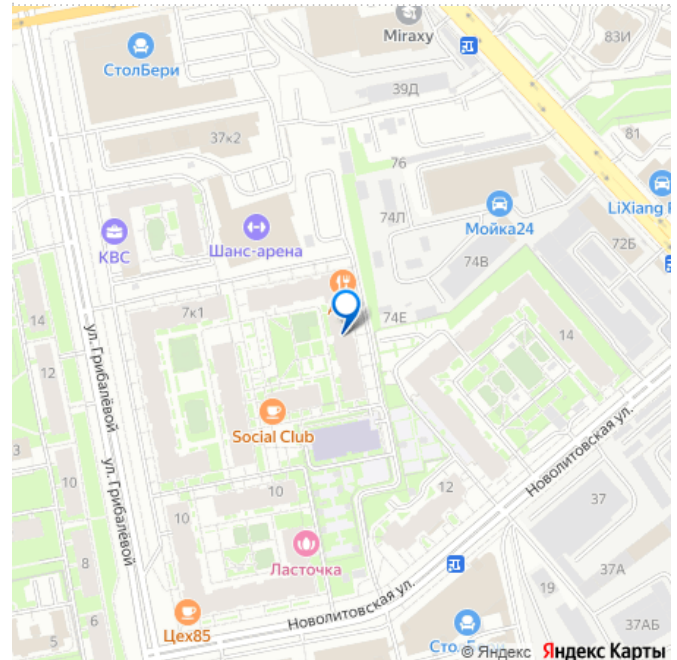 Miraxy
83И
СтолБери
39Д
37к2
81
76
74Л
Мойка24
LiXiang
КВС
Шанс-арена
74В
72Б
7к1
74Е
14
14
12
ул. Грибалёвой
3
Social Club
ул. Грибалёвой
Новолитовская ул.
10
10
10
12
37
8
Ласточка
37А
6
19
Новолитовская ул.
5
Цех85
37АБ
© Яндекс Яндекс Карты